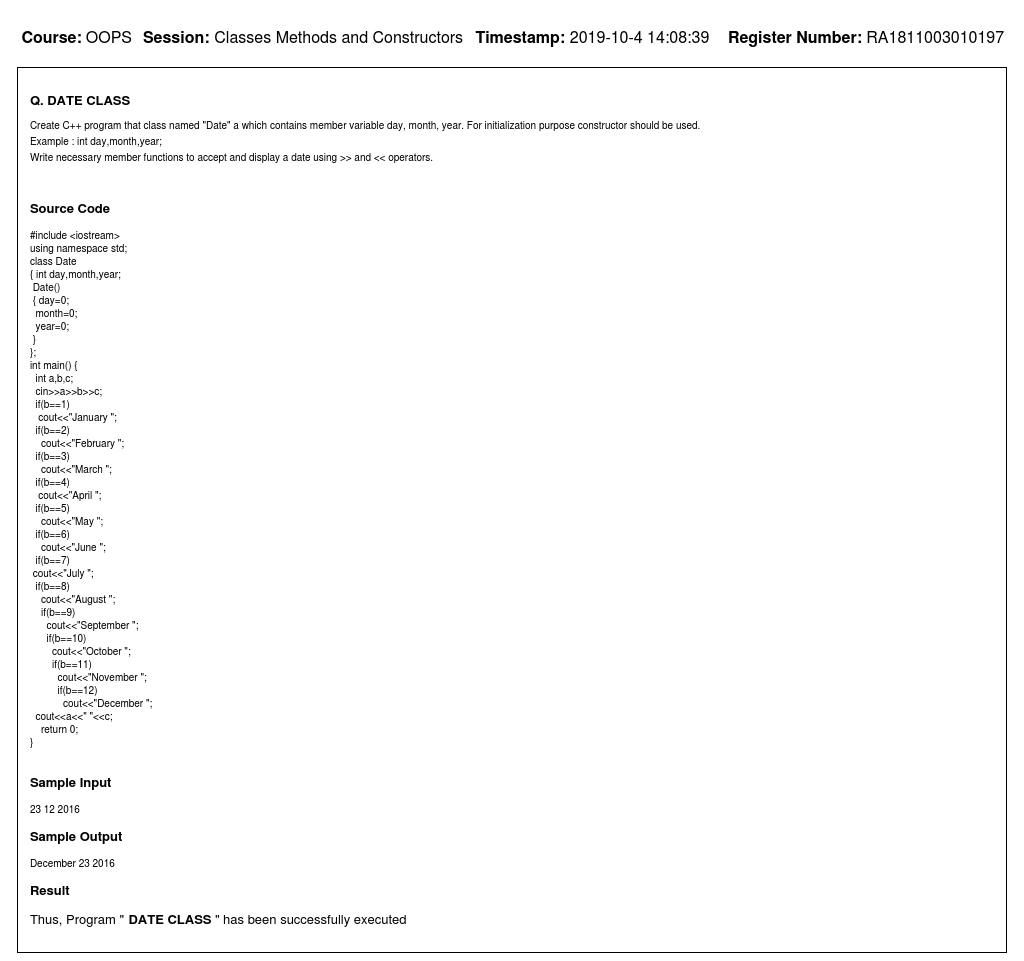 Course: OOPS Session: Classes Methods and Constructors Timestamp: 2019-10-4 14:08:39 Register Number: RA1811003010197
Q. DATE CLASS
Create C++ program that class named "Date" a which contains member variable day, month, year. For initialization purpose constructor should be used.
Example : int day,month,year;
Write necessary member functions to accept and display a date using >> and << operators.
Source Code
#include <iostream>
using namespace std;
class Date
{ int day,month,year;
Date()
{ day=0;
month=0;
year=0;
}
};
int main() {
int a,b,c;
cin>>a>>b>>c;
if(b==1)
cout<<"January ";
if(b==2)
cout<<"February ";
if(b==3)
cout<<"March ";
if(b==4)
cout<<"April ";
if(b==5)
cout<<"May ";
if(b==6)
cout<<"June ";
if(b==7)
cout<<"July ";
if(b==8)
cout<<"August ";
if(b==9)
cout<<"September ";
if(b==10)
cout<<"October ";
if(b==11)
cout<<"November ";
if(b==12)
cout<<"December ";
cout<<a<<" "<<c;
return 0;
}
Sample Input
23 12 2016
Sample Output
December 23 2016
Result
Thus, Program " DATE CLASS " has been successfully executed